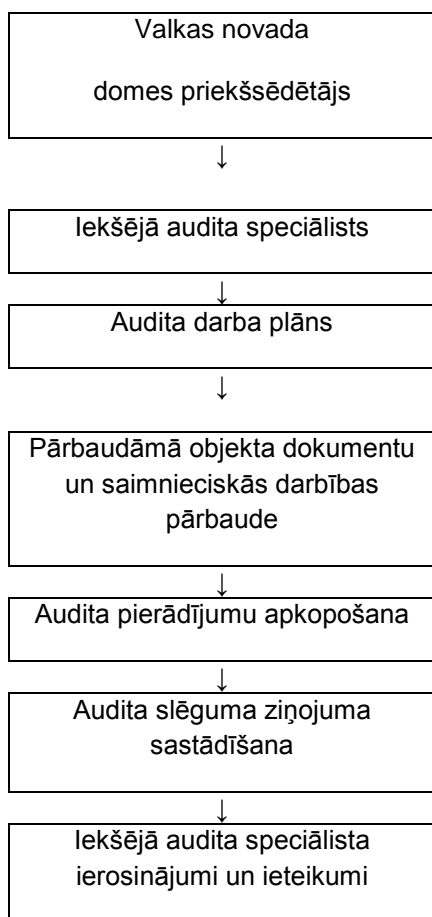 Valkas novada
domes priekšsēdētājs
↓
Iekšējā audita speciālists
↓
Audita darba plāns
↓
Pārbaudāmā objekta dokumentu
un saimnieciskās darbības
pārbaude
↓
Audita pierādījumu apkopošana
↓
Audita slēguma ziņojuma
sastādīšana
↓
Iekšējā audita speciālista
ierosinājumi un ieteikumi